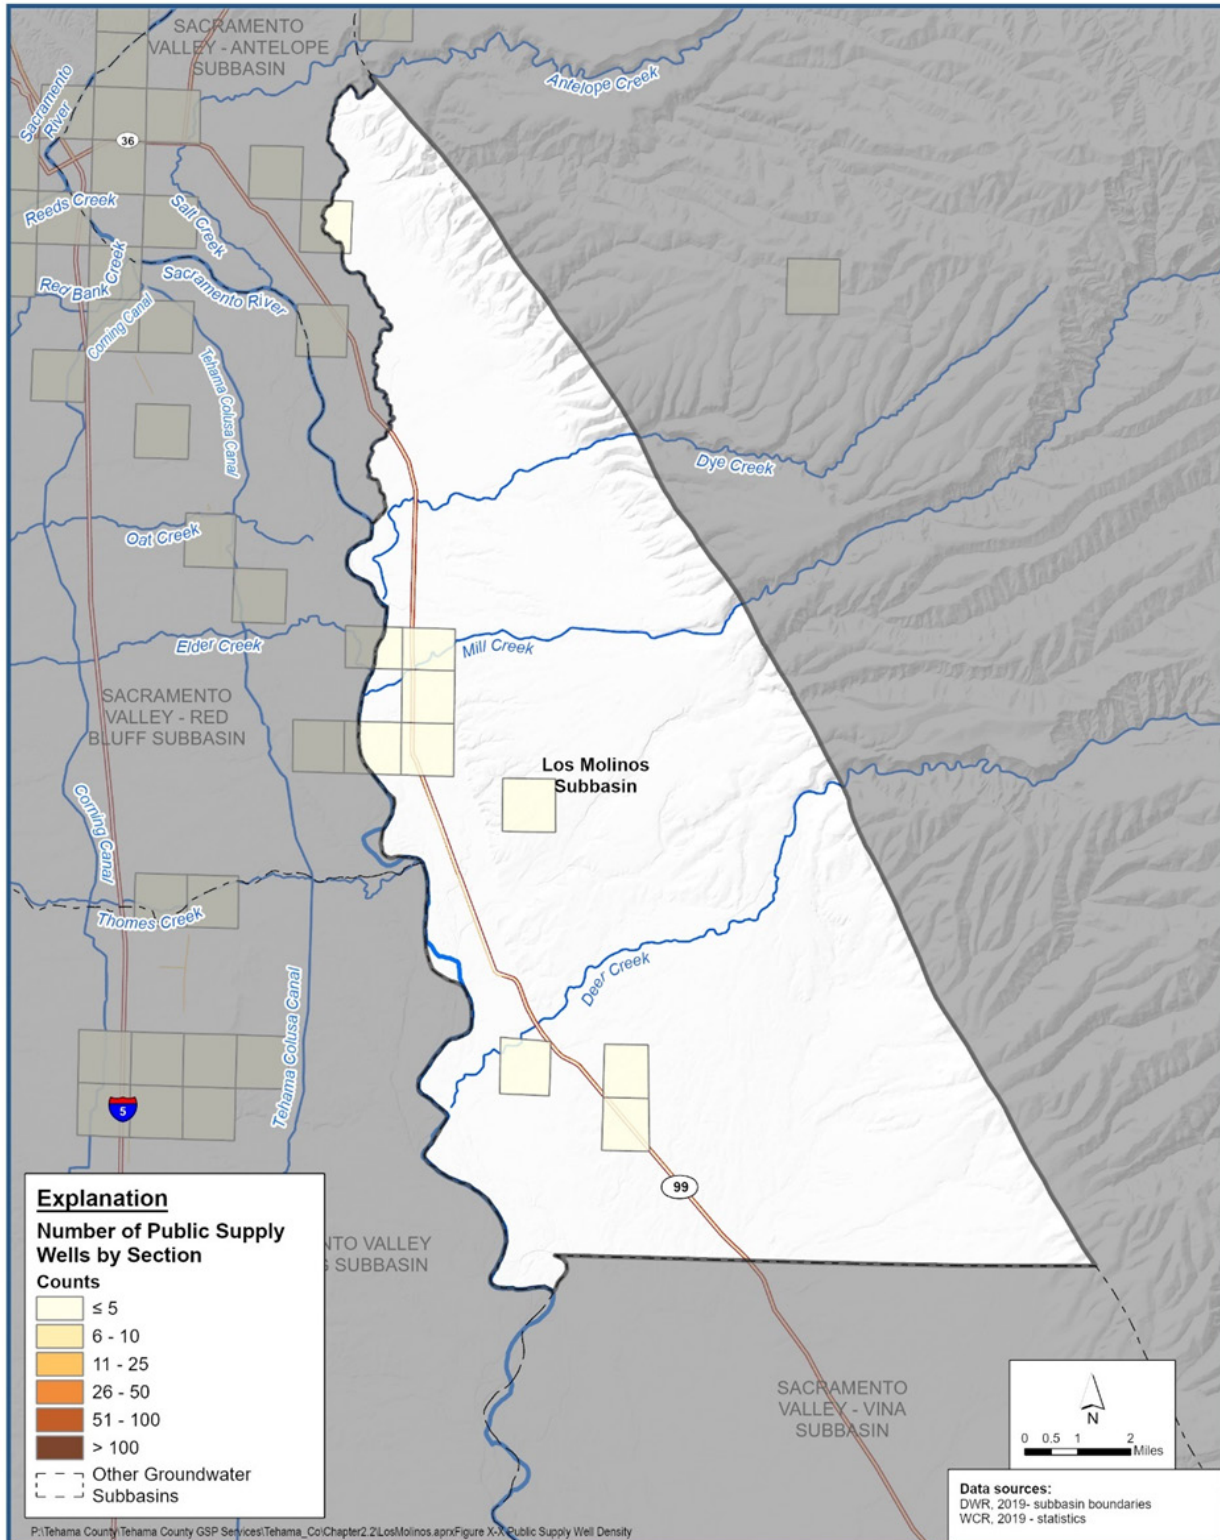 SACRAMENTO
VALLEY - ANTELOPE
SUBBASIN
Antelope Creek
Sacramento
River
36
Reeds Creek
Salt Creek
Red Bank Creek
Sacramento River
Corning Canal
Tehama Colusa Canal
Dye Creek
Oat Creek
Elder Creek
Mill Creek
SACRAMENTO
VALLEY - RED
BLUFF SUBBASIN
Los Molinos
Subbasin
Corning Canal
Thomes Creek
Deer Creek
Tehama Colusa Canal
5
99
NTO VALLEY
SUBBASIN
SACRAMENTO
VALLEY - VINA
SUBBASIN
Explanation
Number of Public Supply
Wells by Section
Counts
≤ 5
6 - 10
11 - 25
26 - 50
51 - 100
> 100
Other Groundwater
Subbasins
N
0 0.5 1 2
Miles
Data sources:
DWR, 2019- subbasin boundaries
WCR, 2019 - statistics
P:\Tehama County\Tehama County GSP Services\Tehama_Co\Chapter2.2\LosMolinos.aprxFigure X-X Public Supply Well Density